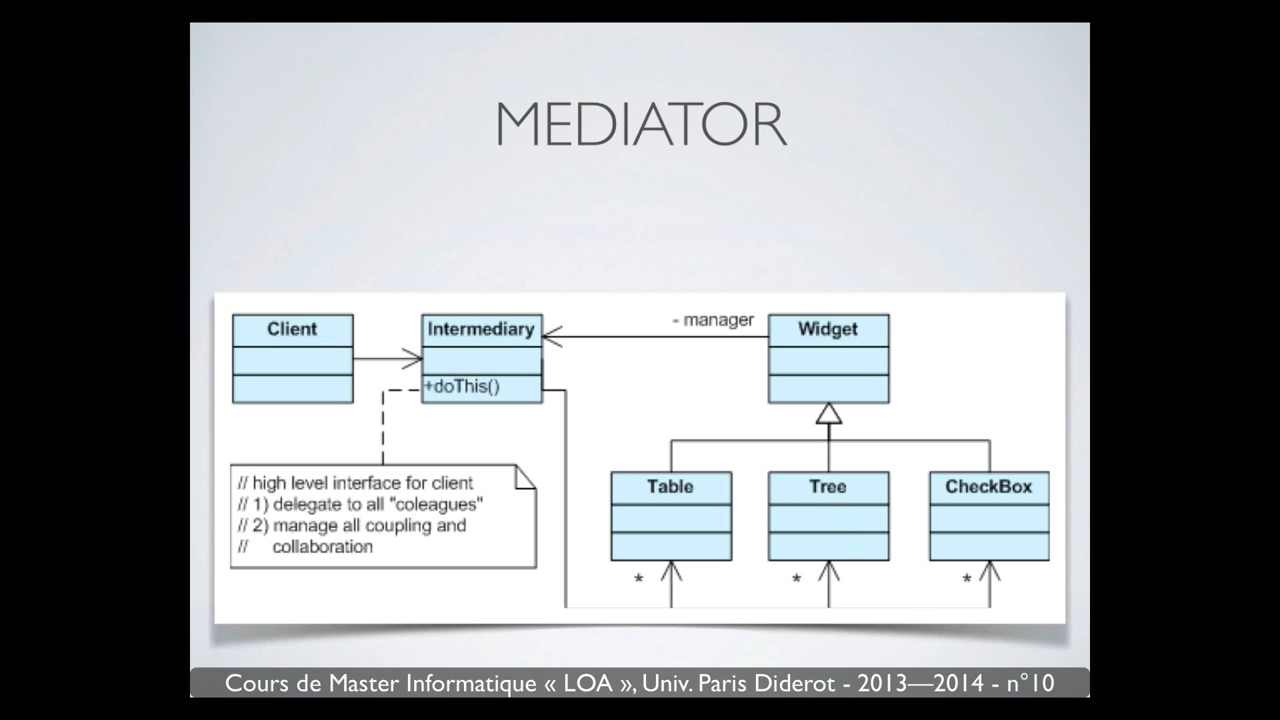 MEDIATOR
Client
Intermediary
- manager
Widget
+doThis()
// high level interface for client
// 1) delegate to all "coleagues"
// 2) manage all coupling and
// collaboration
Table
Tree
CheckBox
*
*
*
Cours de Master Informatique « LOA », Univ. Paris Diderot - 2013—2014 - n°10